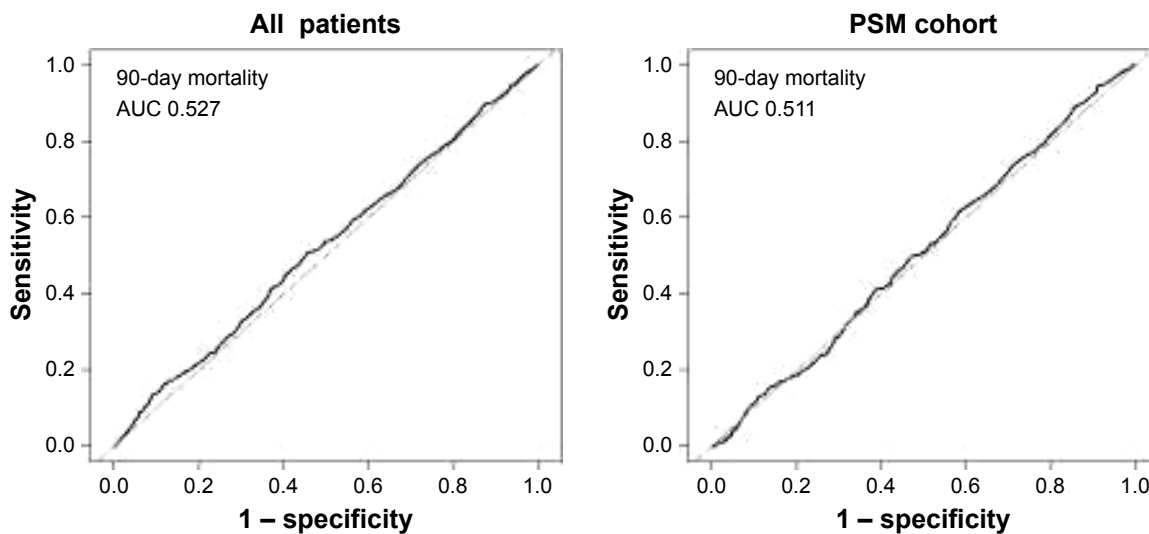 All patients
90-day mortality
AUC 0.527
1.0
0.8
0.6
0.4
0.2
0.0
Sensitivity
0.0 0.2 0.4 0.6 0.8 1.0
1 – specificity
PSM cohort
90-day mortality
AUC 0.511
1.0
0.8
0.6
0.4
0.2
0.0
Sensitivity
0.0 0.2 0.4 0.6 0.8 1.0
1 – specificity